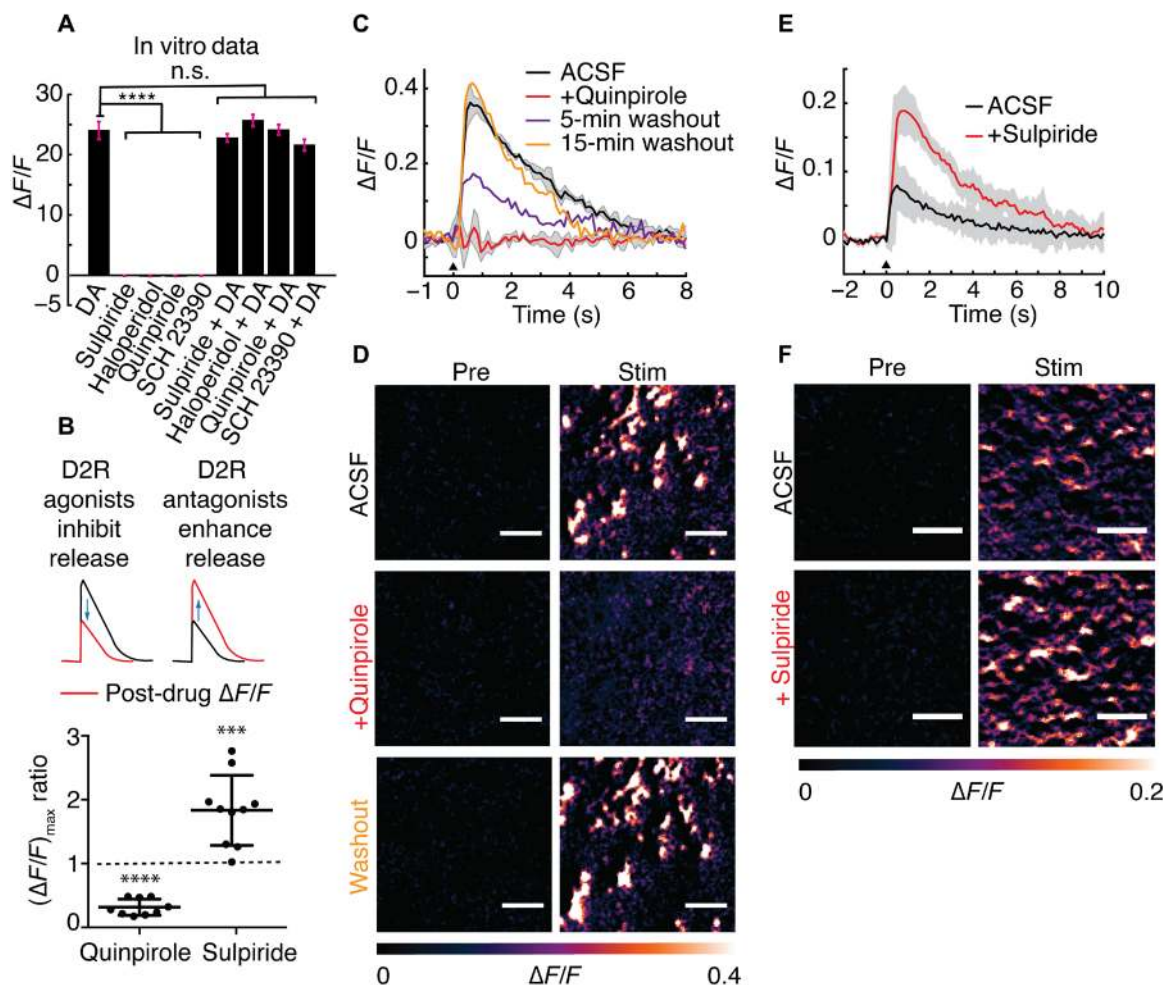 A
In vitro data
n.s.
****
ΔF/F
30
25
20
15
10
5
0
−5
DA
Sulpiride
Haloperidol
Quinpirole
SCH 23390
Sulpiride + DA
Haloperidol + DA
Quinpirole + DA
SCH 23390 + DA
B
D2R
agonists
inhibit
release
D2R
antagonists
enhance
release
Post-drug ΔF/F
(ΔF/F)max ratio
3
2
1
0
***
****
Quinpirole
Sulpiride
C
ΔF/F
0.4
0.2
0
ACSF
+Quinpirole
5-min washout
15-min washout
-1 0 2 4 6 8
Time (s)
D
Pre
Stim
ACSF
+Quinpirole
Washout
0
ΔF/F
0.4
E
ΔF/F
0.2
0.1
0
ACSF
+Sulpiride
−2 0 2 4 6 8 10
Time (s)
F
Pre
Stim
ACSF
+ Sulpiride
0
ΔF/F
0.2